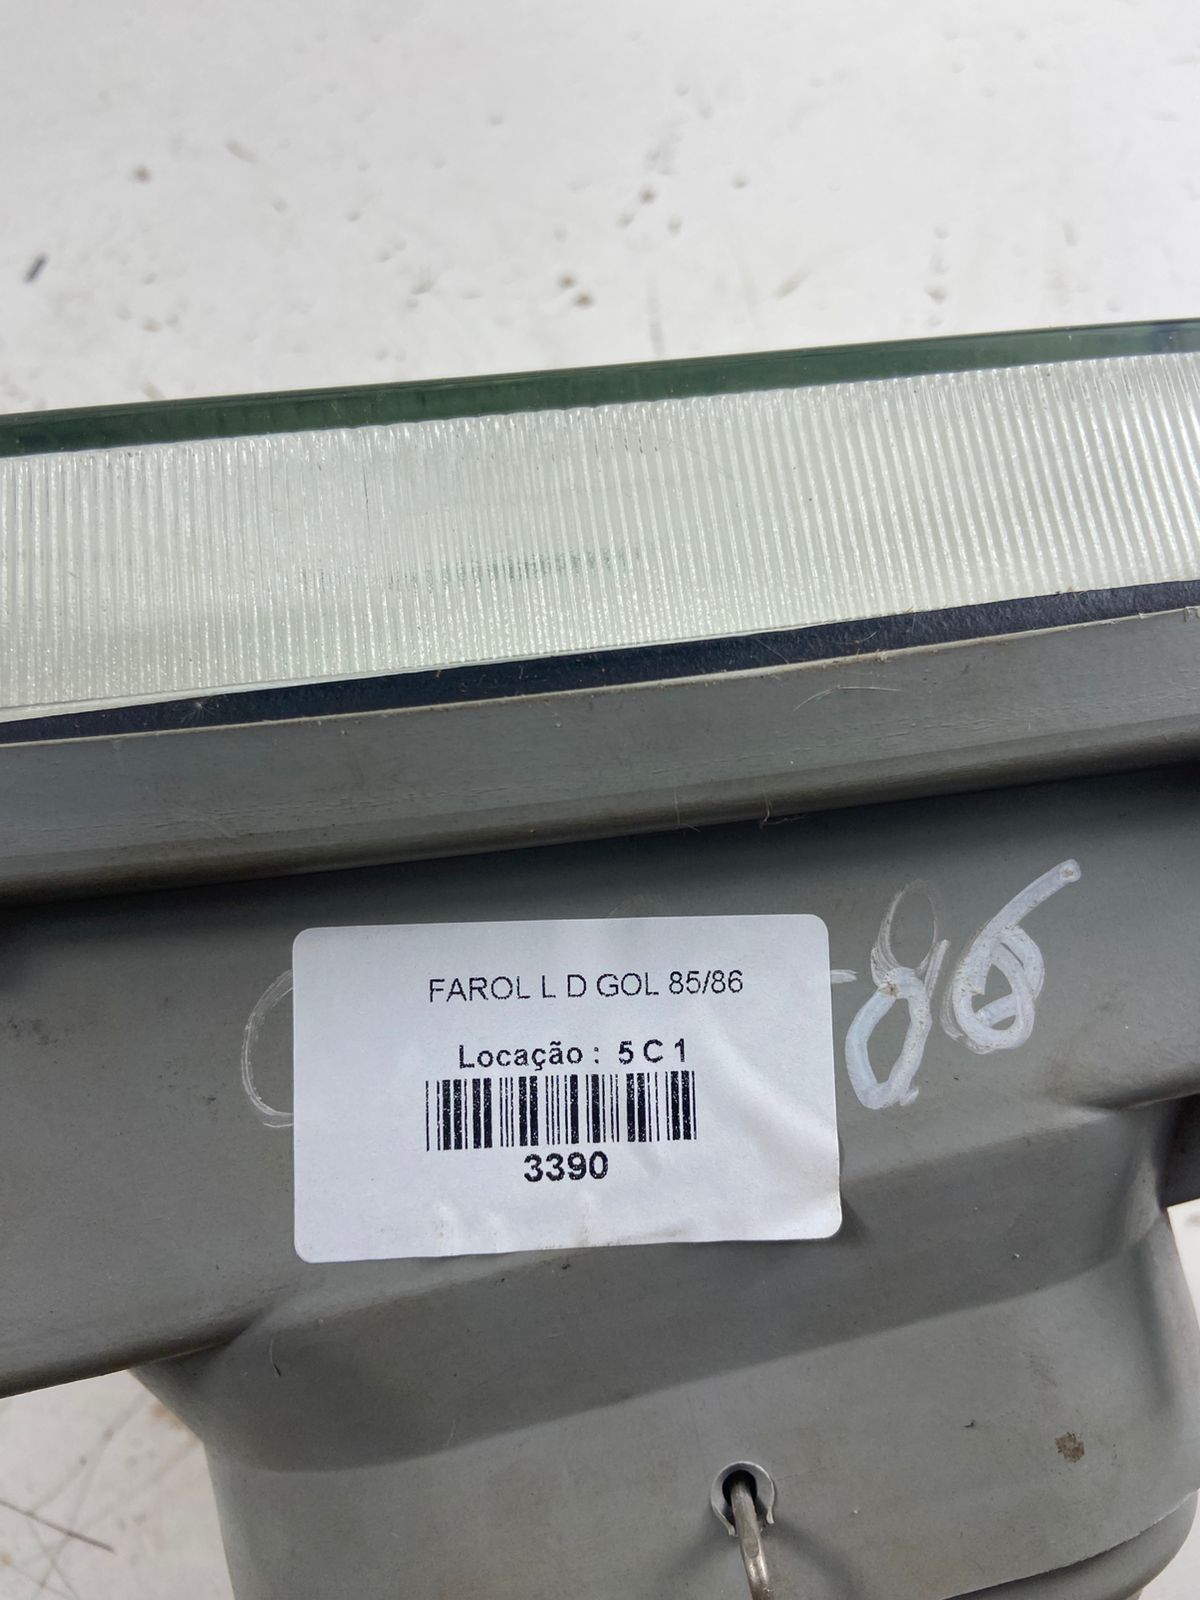 FAROL L D GOL 85/86
Locação : 5 C 1
3390
-86